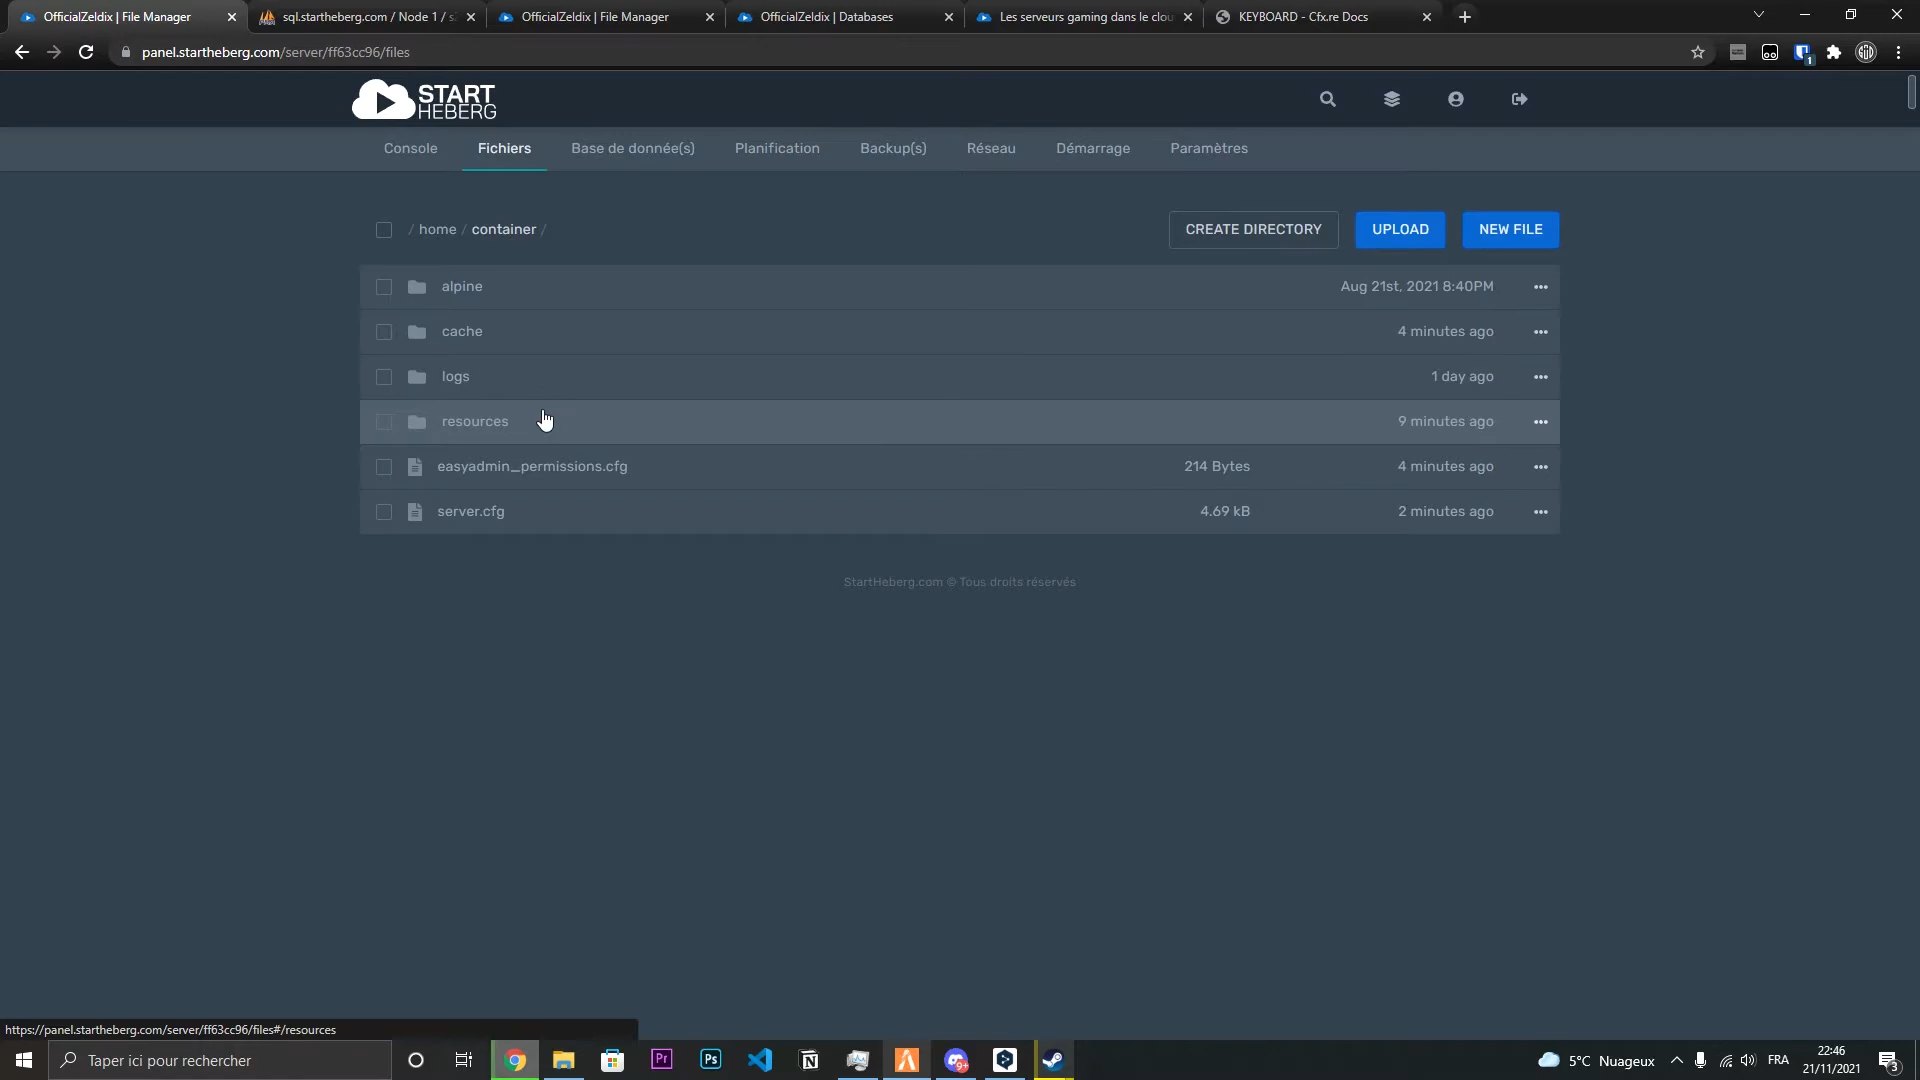 OfficialZeldix | File Manager
sql.startheberg.com / Node 1 / s
OfficialZeldix | File Manager
OfficialZeldix | Databases
Les serveurs gaming dans le clou
KEYBOARD - Cfx.re Docs
panel.startheberg.com/server/ff63cc96/files
1
START
HEBERG
Console
Fichiers
Base de donnée(s)
Planification
Backup(s)
Réseau
Démarrage
Paramètres
/ home / container /
CREATE DIRECTORY
UPLOAD
NEW FILE
alpine
Aug 21st, 2021 8:40PM
cache
4 minutes ago
logs
1 day ago
resources
9 minutes ago
easyadmin_permissions.cfg
214 Bytes
4 minutes ago
server.cfg
4.69 kB
2 minutes ago
StartHeberg.com © Tous droits réservés
https://panel.startheberg.com/server/ff63cc96/files#/resources
Taper ici pour rechercher
Pr
Ps
9+
5°C Nuageux
FRA
22:46
21/11/2021
3